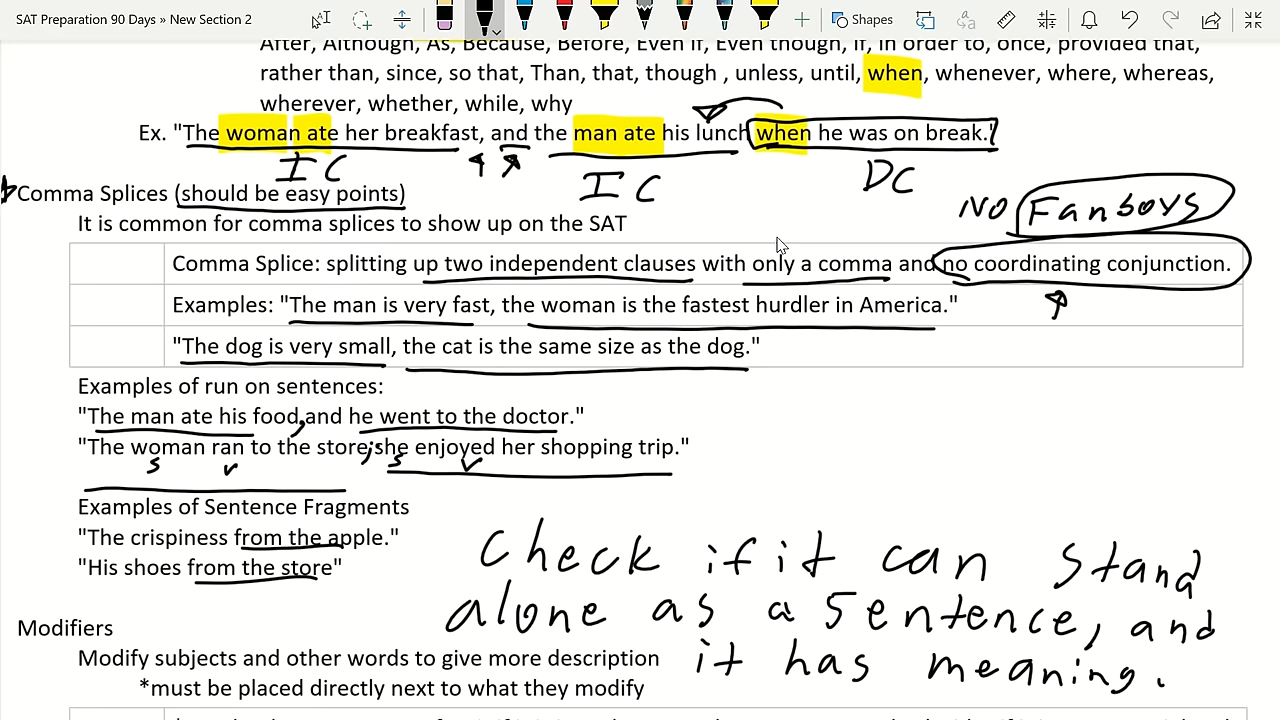 SAT Preparation 90 Days » New Section 2
Shapes
After, Although, As, Because, Before, Even if, Even though, if, in order to, once, provided that,
rather than, since, so that, Than, that, though , unless, until, when, whenever, where, whereas,
wherever, whether, while, why
Ex. "The woman ate her breakfast, and the man ate his lunch when he was on break."
IC IC DC
Comma Splices (should be easy points)
NO Fanboys
It is common for comma splices to show up on the SAT
Comma Splice: splitting up two independent clauses with only a comma and no coordinating conjunction.
Examples: "The man is very fast, the woman is the fastest hurdler in America."
"The dog is very small, the cat is the same size as the dog."
Examples of run on sentences:
"The man ate his food, and he went to the doctor."
"The woman ran to the store; she enjoyed her shopping trip."
s v s v
Examples of Sentence Fragments
"The crispiness from the apple."
"His shoes from the store"
Check if it can stand
alone as a sentence, and
it has meaning.
Modifiers
Modify subjects and other words to give more description
*must be placed directly next to what they modify